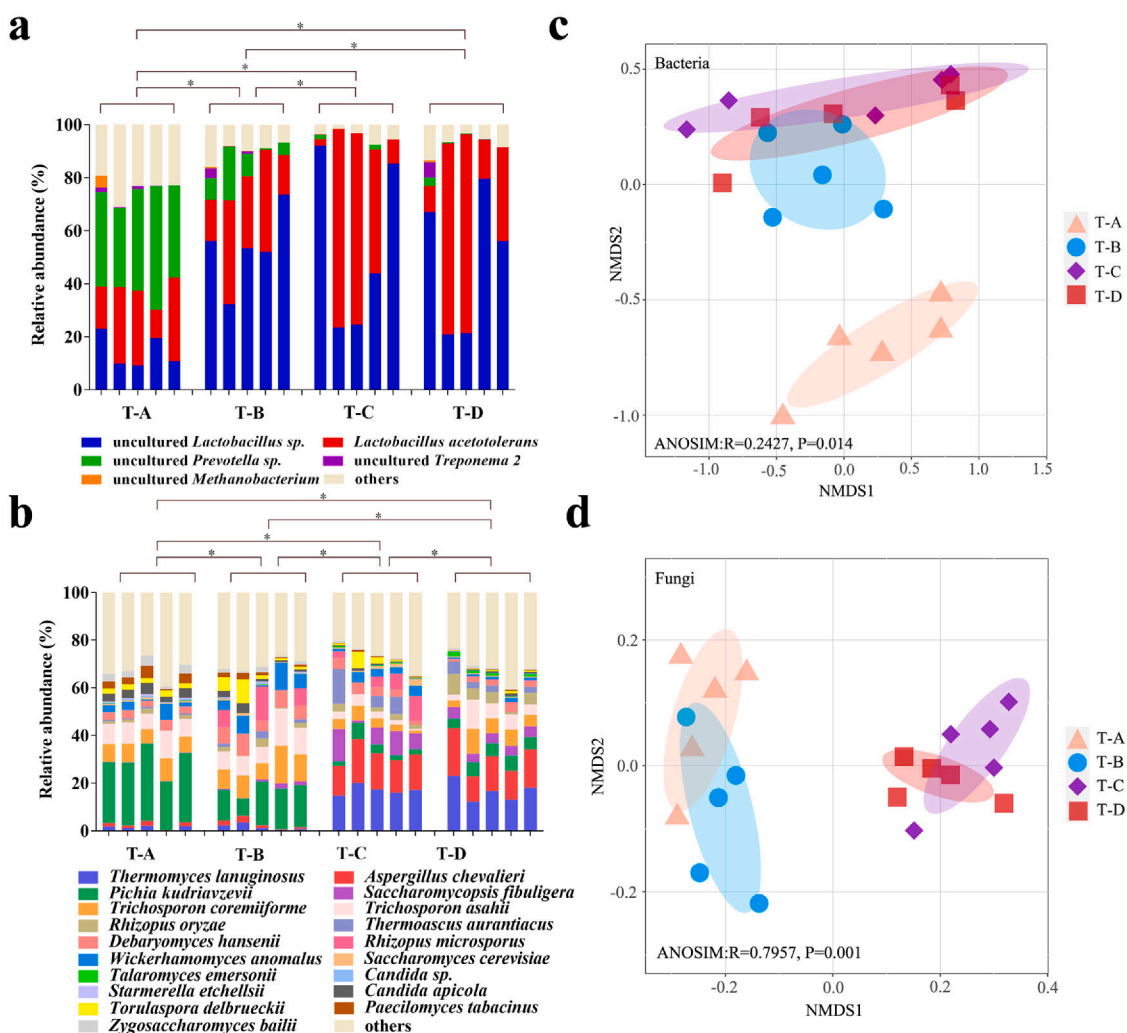 a
*
*
*
*
*
Relative abundance (%)
100
80
60
40
20
0
T-A T-B T-C T-D
uncultured Lactobacillus sp. Lactobacillus acetotolerans
uncultured Prevotella sp. uncultured Treponema 2
uncultured Methanobacterium others
b
*
*
*
*
*
*
Relative abundance (%)
100
80
60
40
20
0
T-A T-B T-C T-D
Thermomyces lanuginosus Aspergillus chevalieri
Pichia kudriavzevii Saccharomycopsis fibuligera
Trichosporon coremiiforme Trichosporon asahii
Rhizopus oryzae Thermoascus aurantiacus
Debaryomyces hansenii Rhizopus microsporus
Wickerhamomyces anomalus Saccharomyces cerevisiae
Talaromyces emersonii Candida sp.
Starmerella etchellsii Candida apicola
Torulaspora delbrueckii Paecilomyces tabacinus
Zygosaccharomyces bailii others
c
Bacteria
NMDS2
0.5
0.0
-0.5
-1.0
ANOSIM:R=0.2427, P=0.014
-1.0 -0.5 0.0 0.5 1.0 1.5
NMDS1
T-A
T-B
T-C
T-D
d
Fungi
NMDS2
0.2
0.0
-0.2
ANOSIM:R=0.7957, P=0.001
-0.2 0.0 0.2 0.4
NMDS1
T-A
T-B
T-C
T-D